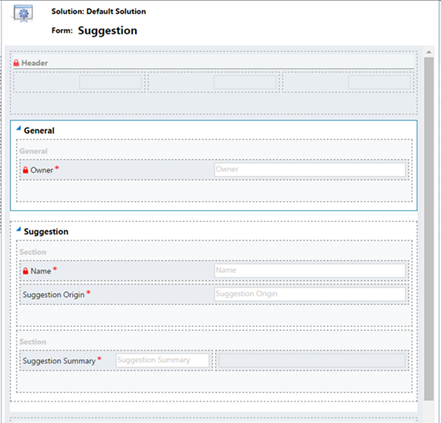 Solution: Default Solution
Form: Suggestion
Header
General
General
Owner * Owner
Suggestion
Section
Name * Name
Suggestion Origin * Suggestion Origin
Section
Suggestion Summary * Suggestion Summary